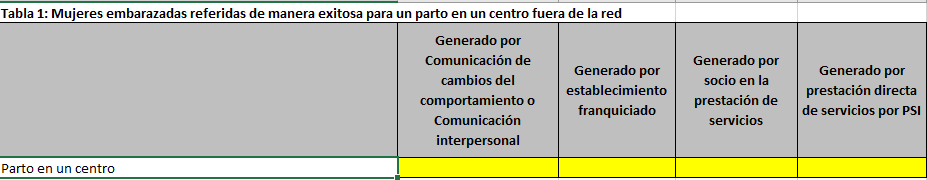 Tabla 1: Mujeres embarazadas referidas de manera exitosa para un parto en un centro fuera de la red
Generado por
Comunicación de
cambios del
comportamiento o
Comunicación
interpersonal
Generado por
establecimiento
franquiciado
Generado por
socio en la
prestación de
servicios
Generado por
prestación directa
de servicios por PSI
Parto en un centro